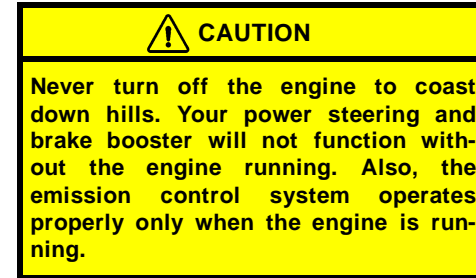 CAUTION
Never turn off the engine to coast
down hills. Your power steering and
brake booster will not function with-
out the engine running. Also, the
emission control system operates
properly only when the engine is run-
ning.